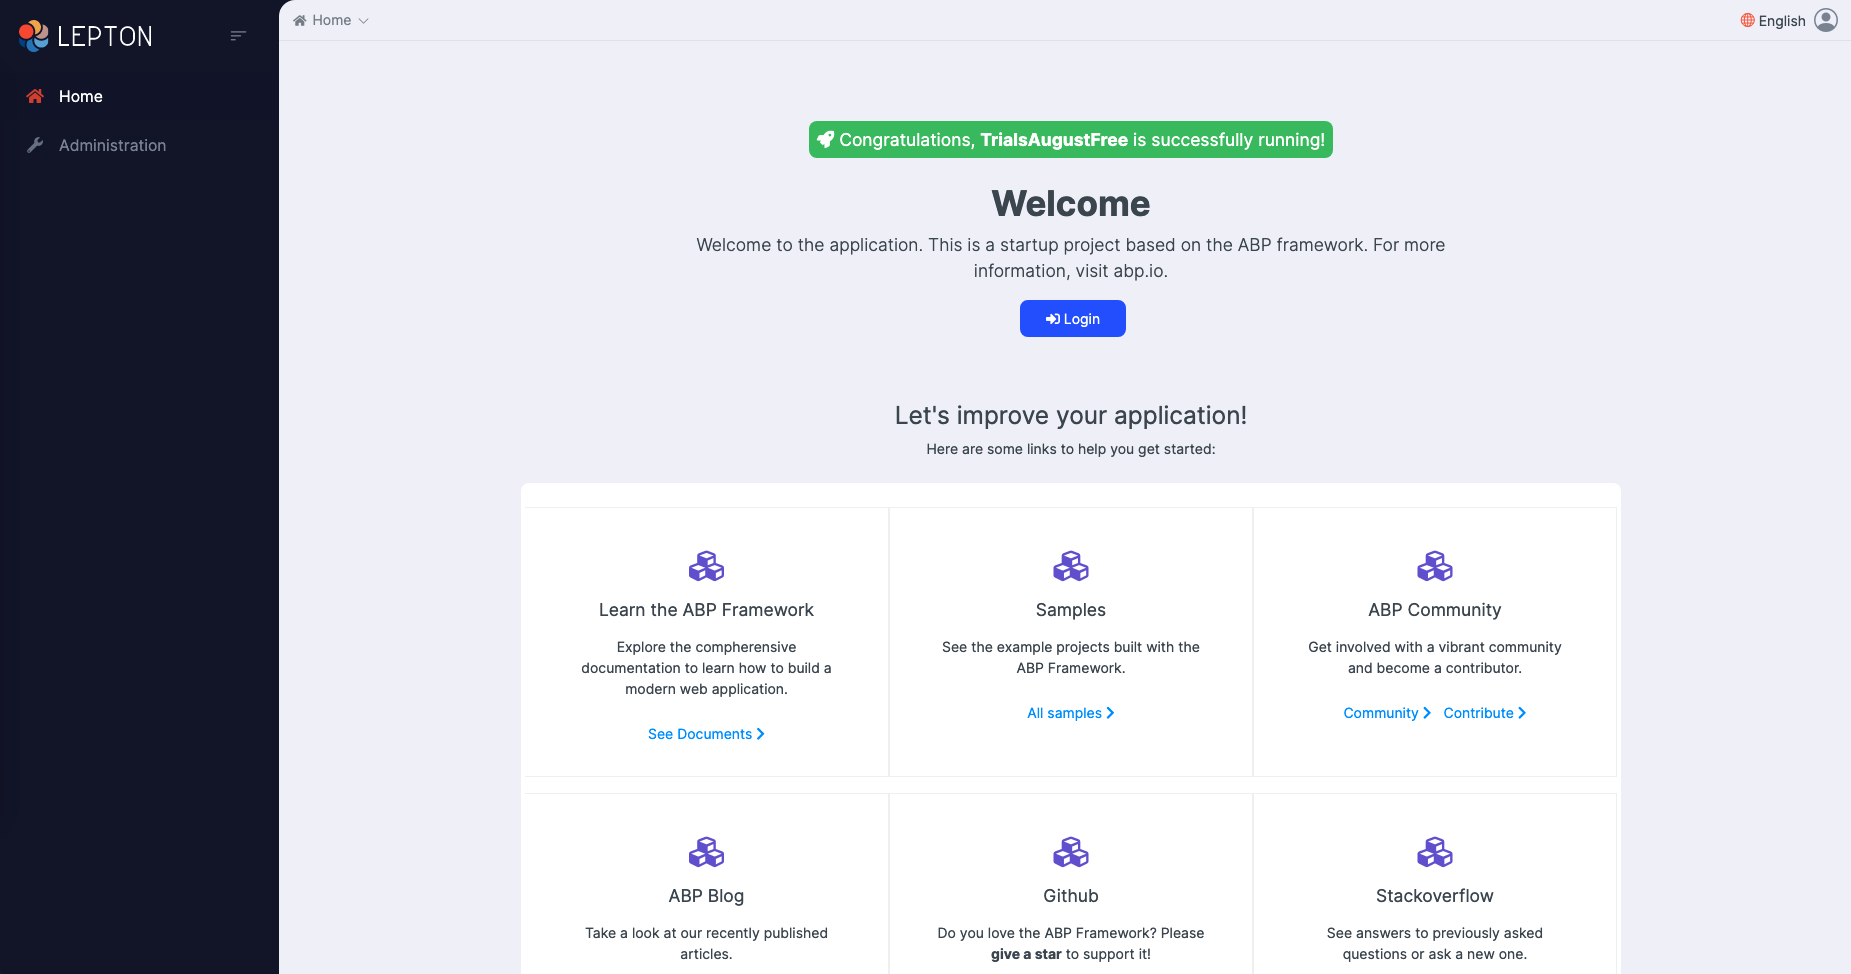 LEPTON
Home
Administration
Home
English
Congratulations, TrialsAugustFree is successfully running!
Welcome
Welcome to the application. This is a startup project based on the ABP framework. For more
information, visit abp.io.
Login
Let's improve your application!
Here are some links to help you get started:
Learn the ABP Framework
Explore the compherensive
documentation to learn how to build a
modern web application.
See Documents
Samples
See the example projects built with the
ABP Framework.
All samples
ABP Community
Get involved with a vibrant community
and become a contributor.
Community Contribute
ABP Blog
Take a look at our recently published
articles.
Github
Do you love the ABP Framework? Please
give a star to support it!
Stackoverflow
See answers to previously asked
questions or ask a new one.